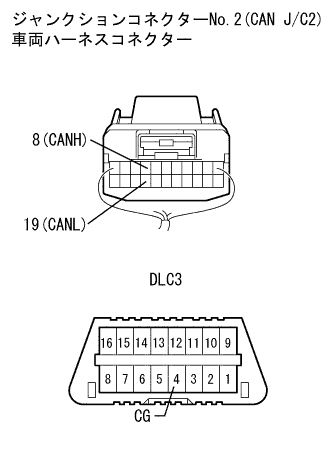 ジャンクションコネクターNo.2(CAN J/C2)
車両ハーネスコネクター
8(CANH)
19(CANL)
DLC3
16 15 14 13 12 11 10 9
8 7 6 5 4 3 2 1
CG